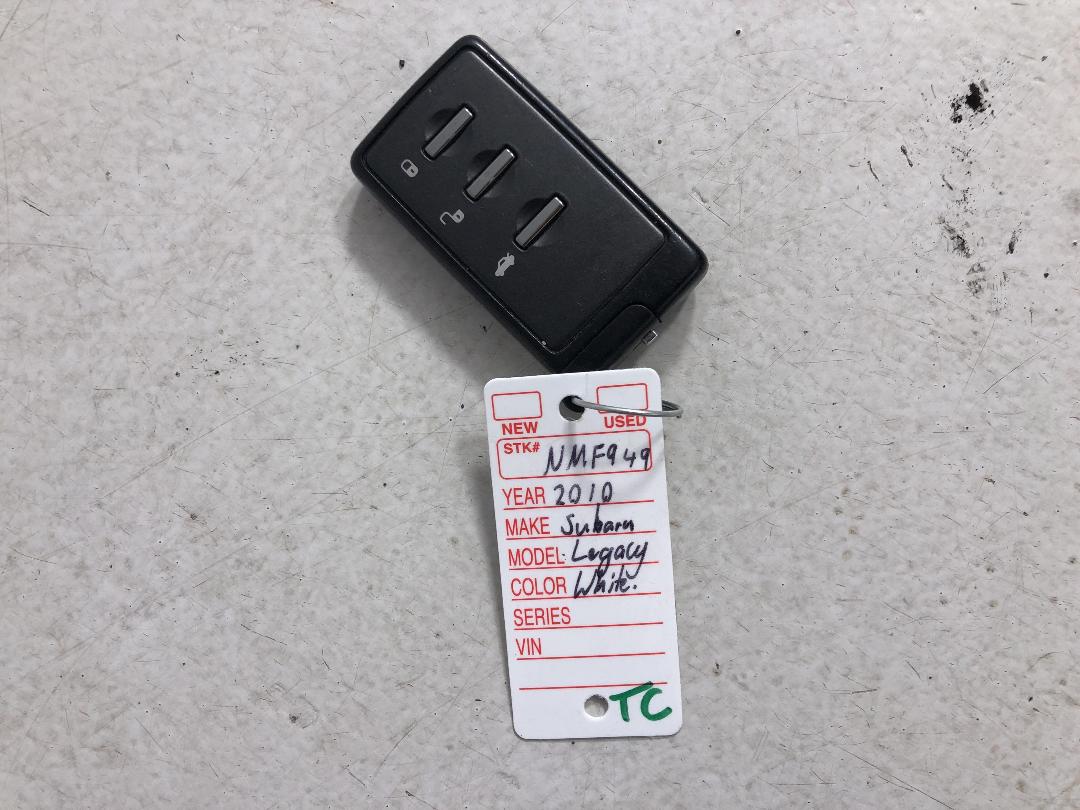 NEW USED
STK# NMF949
YEAR 2010
MAKE Subaru
MODEL Legacy
COLOR White.
SERIES
VIN
TC